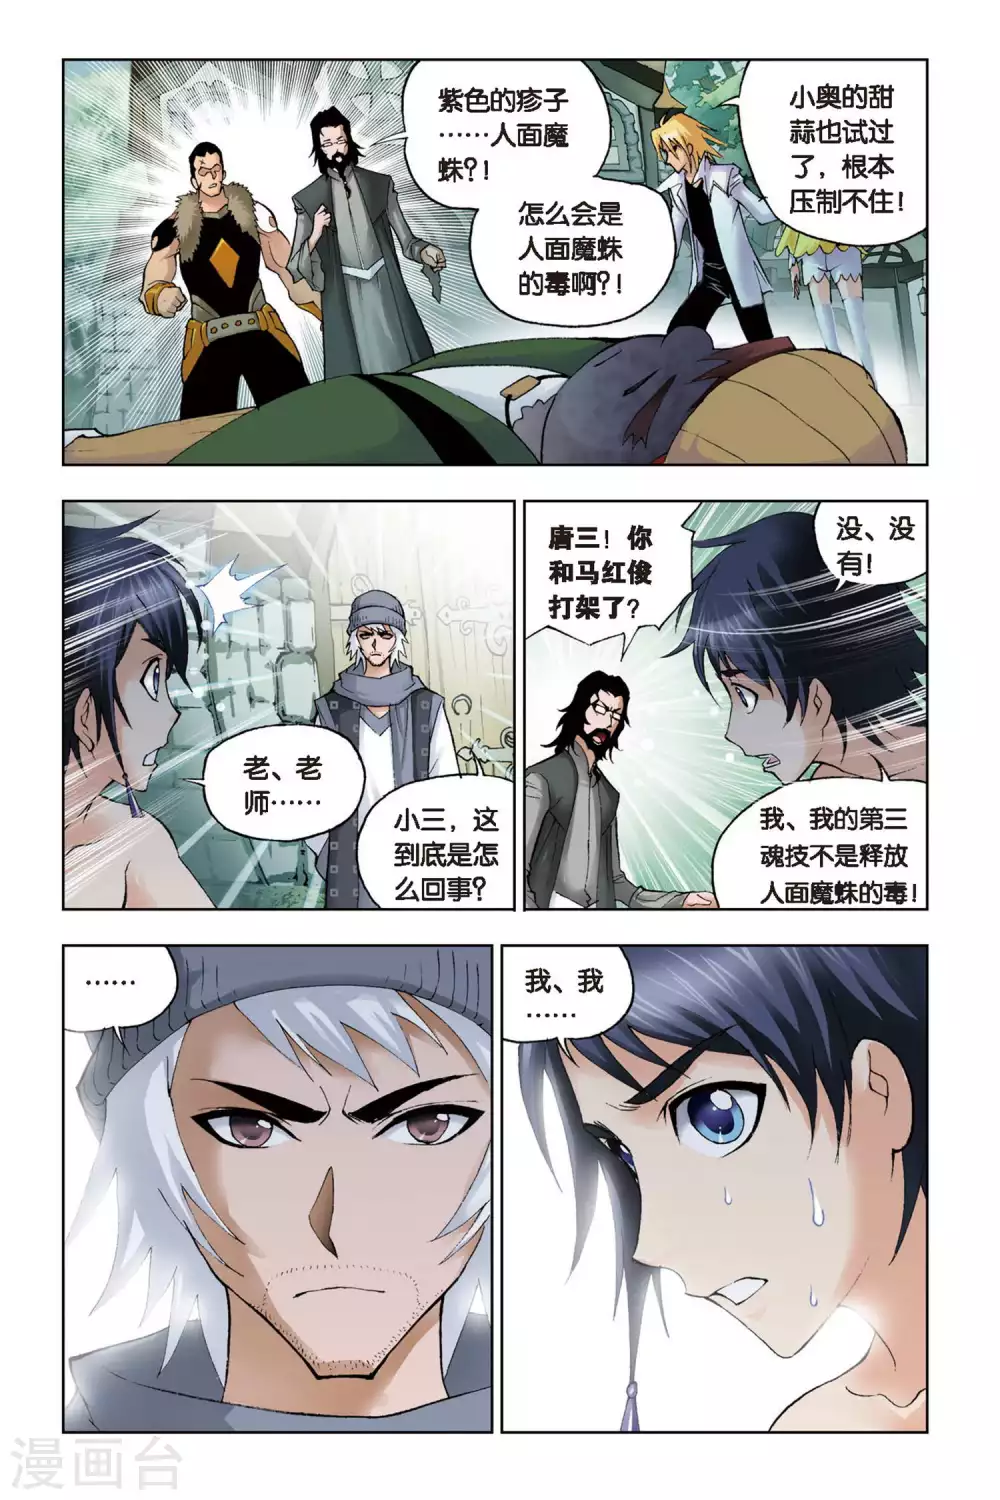 紫色的疹子
……人面魔
蛛?!
怎么会是
人面魔蛛
的毒啊?!
小奥的甜
蒜也试过
了，根本
压制不住!
老、老
师……
小三，这
到底是怎
么回事?
唐三！你
和马红俊
打架了?
没、没
有!
我、我的第三
魂技不是释放
人面魔蛛的毒!
……
我、我
……
漫画台